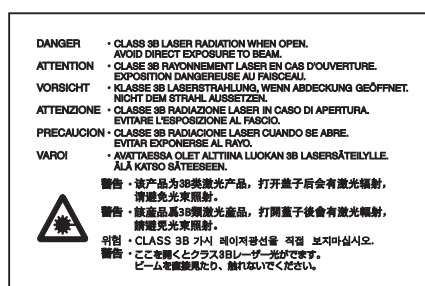 DANGER · CLASS 3B LASER RADIATION WHEN OPEN.
AVOID DIRECT EXPOSURE TO BEAM.
ATTENTION · CLASE 3B RAYONNEMENT LASER EN CAS D'OUVERTURE.
EXPOSITION DANGEREUSE AU FAISCEAU.
VORSICHT · KLASSE 3B LASERSTRAHLUNG, WENN ABDECKUNG GEÖFFNET.
NICHT DEM STRAHL AUSSETZEN.
ATTENZIONE · CLASSE 3B RADIAZIONE LASER IN CASO DI APERTURA.
EVITARE L'ESPOSIZIONE AL FASCIO.
PRECAUCION · CLASSE 3B RADIACIONE LASER CUANDO SE ABRE.
EVITAR EXPONERSE AL RAYO.
VARO! · AVATTAESSA OLET ALTTIINA LUOKAN 3B LASERSÄTEILYLLE.
ÄLÄ KATSO SÄTEESEEN.
警告 · 该产品为3B类激光产品，打开盖子后会有激光辐射，
请避免光束照射。
警告 · 該產品爲3B類激光産品，打開蓋子後會有激光輻射，
請避免光束照射。
위험 · CLASS 3B 가시 레이저광선을 직접 보지마십시오.
警告 · ここを開くとクラス3Bレーザー光がでます。
ビームを直接見たり、触れないでください。